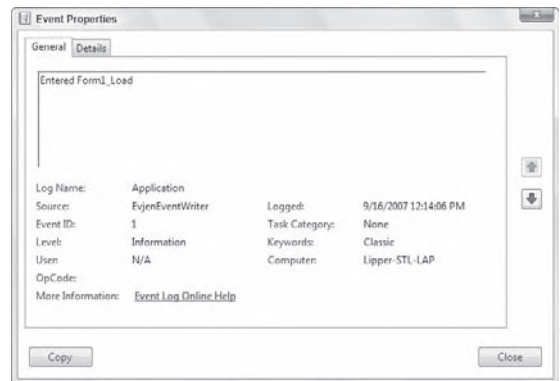 Event Properties
General Details
Entered Form1_Load
Log Name: Application
Source: EvjenEventWriter Logged: 9/16/2007 12:14:06 PM
Event ID: 1 Task Category: None
Level: Information Keywords: Classic
User: N/A Computer: Lipper-STL-LAP
OpCode:
More Information: Event Log Online Help
Copy Close